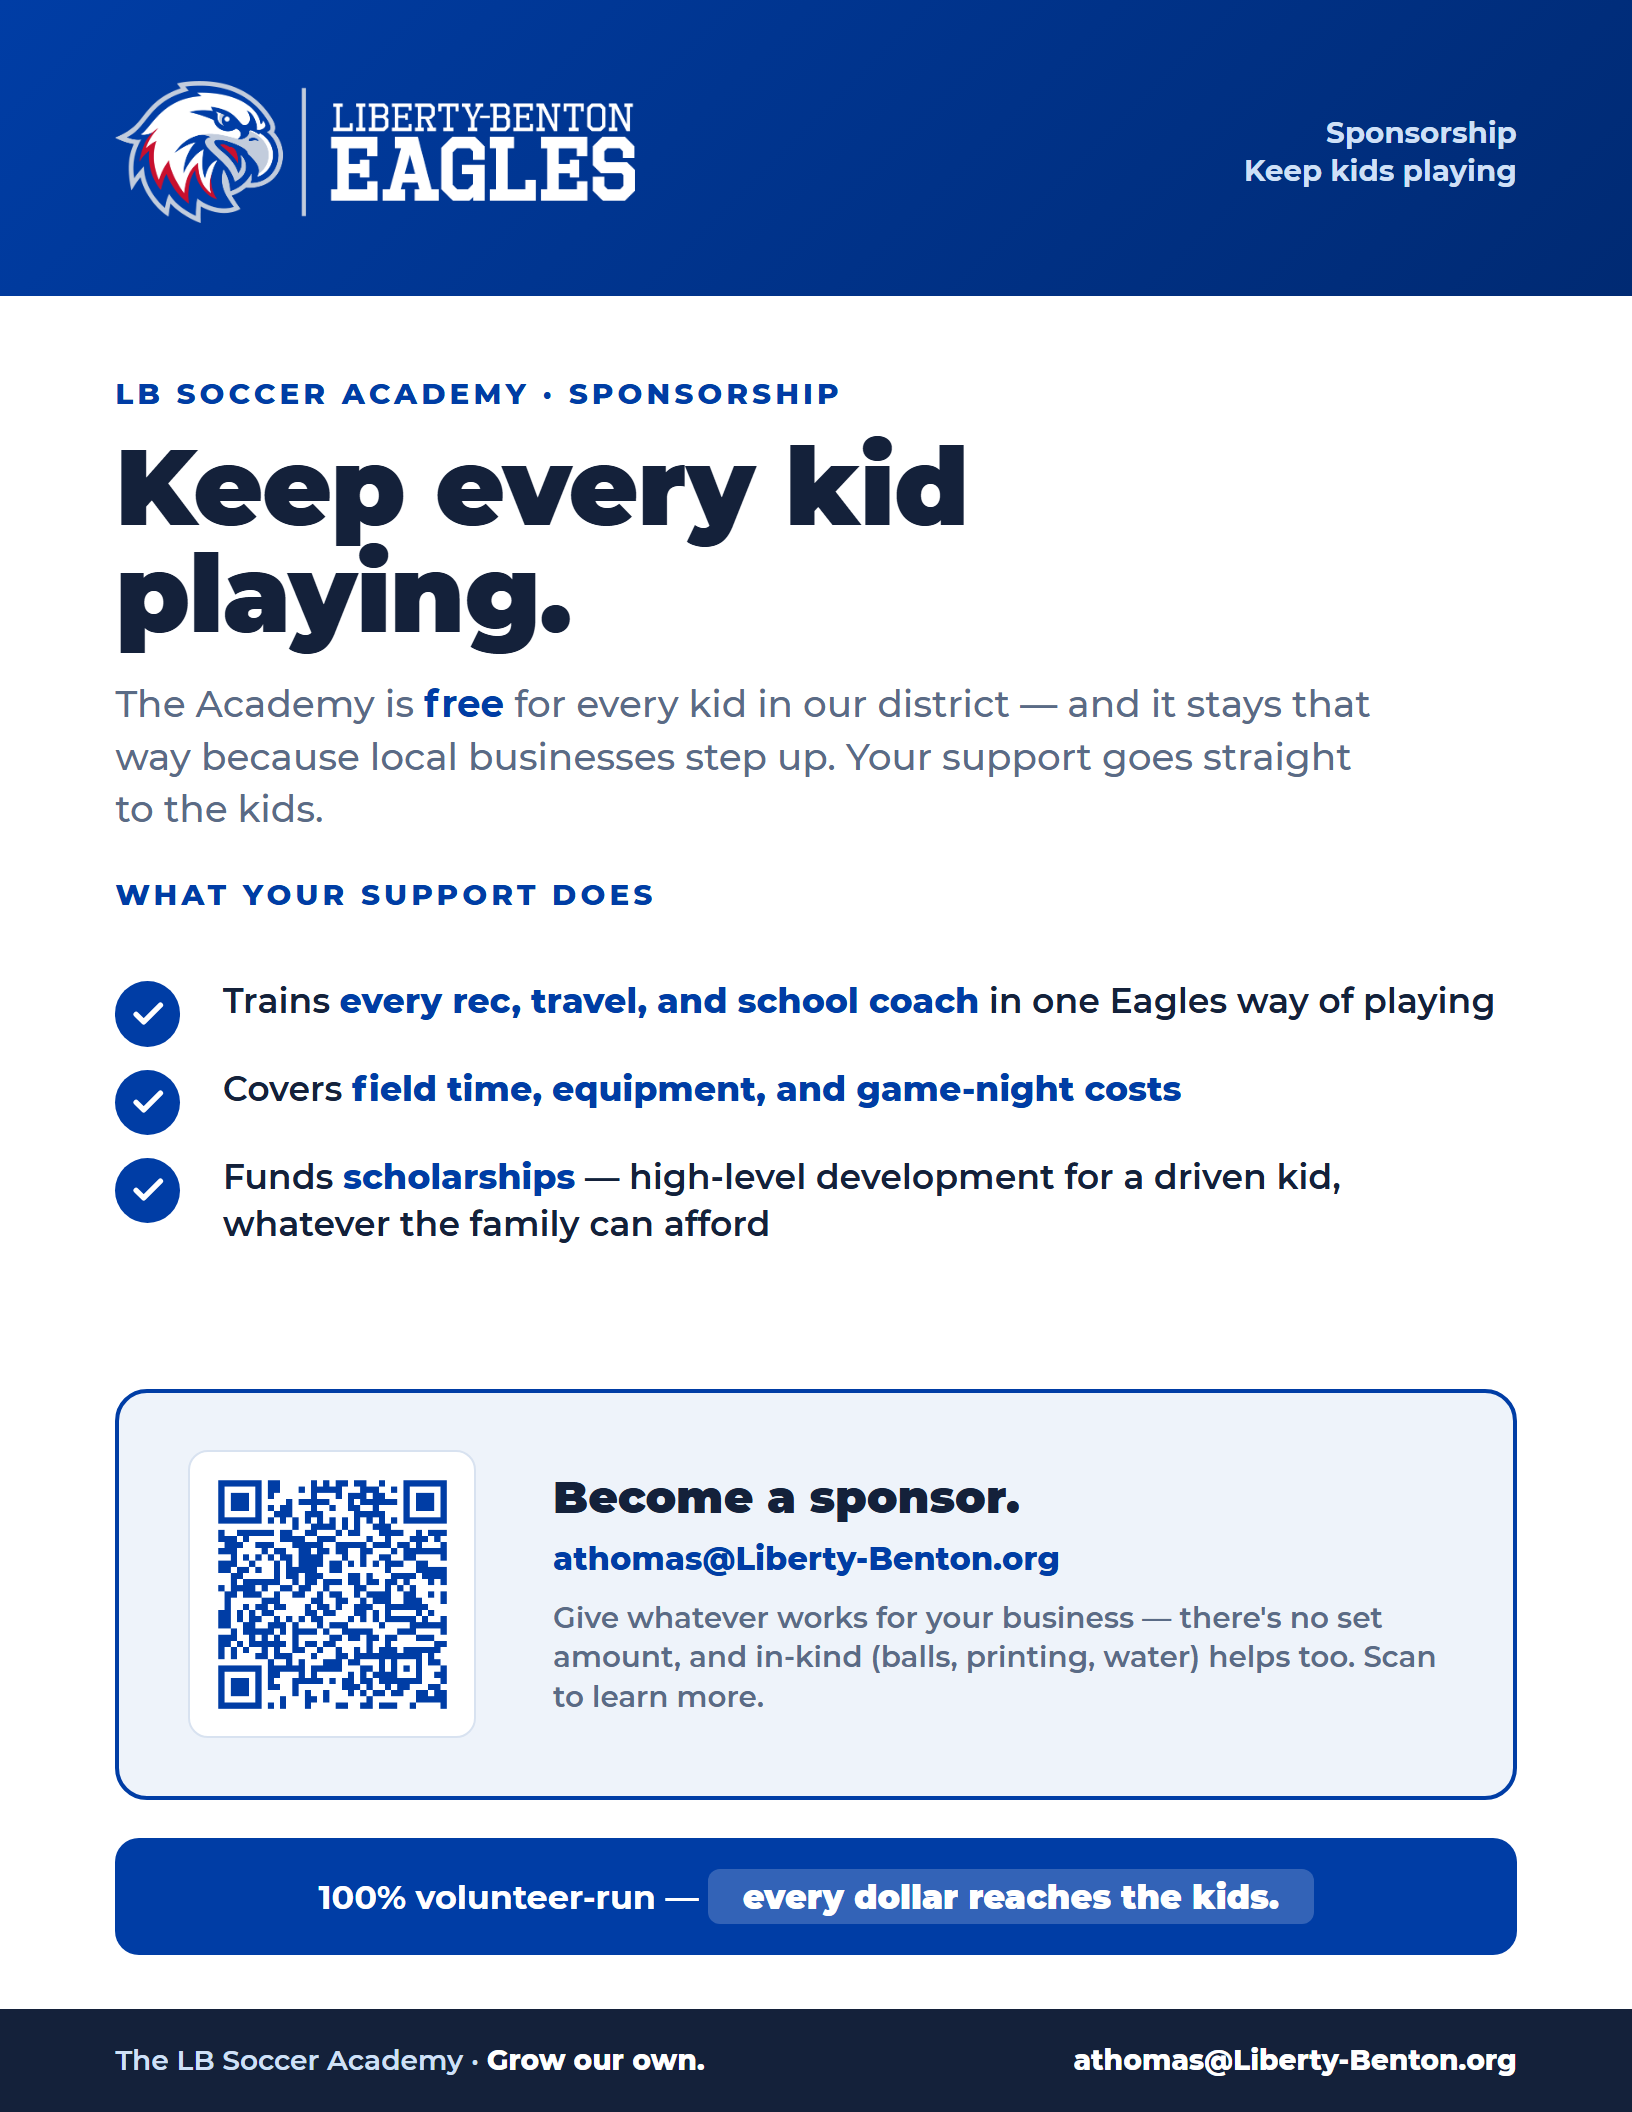 LIBERTY-BENTON
EAGLES
Sponsorship
Keep kids playing
LB SOCCER ACADEMY · SPONSORSHIP
Keep every kid
playing.
The Academy is free for every kid in our district — and it stays that
way because local businesses step up. Your support goes straight
to the kids.
WHAT YOUR SUPPORT DOES
Trains every rec, travel, and school coach in one Eagles way of playing
Covers field time, equipment, and game-night costs
Funds scholarships — high-level development for a driven kid,
whatever the family can afford
Become a sponsor.
athomas@Liberty-Benton.org
Give whatever works for your business — there's no set
amount, and in-kind (balls, printing, water) helps too. Scan
to learn more.
100% volunteer-run — every dollar reaches the kids.
The LB Soccer Academy · Grow our own.
athomas@Liberty-Benton.org